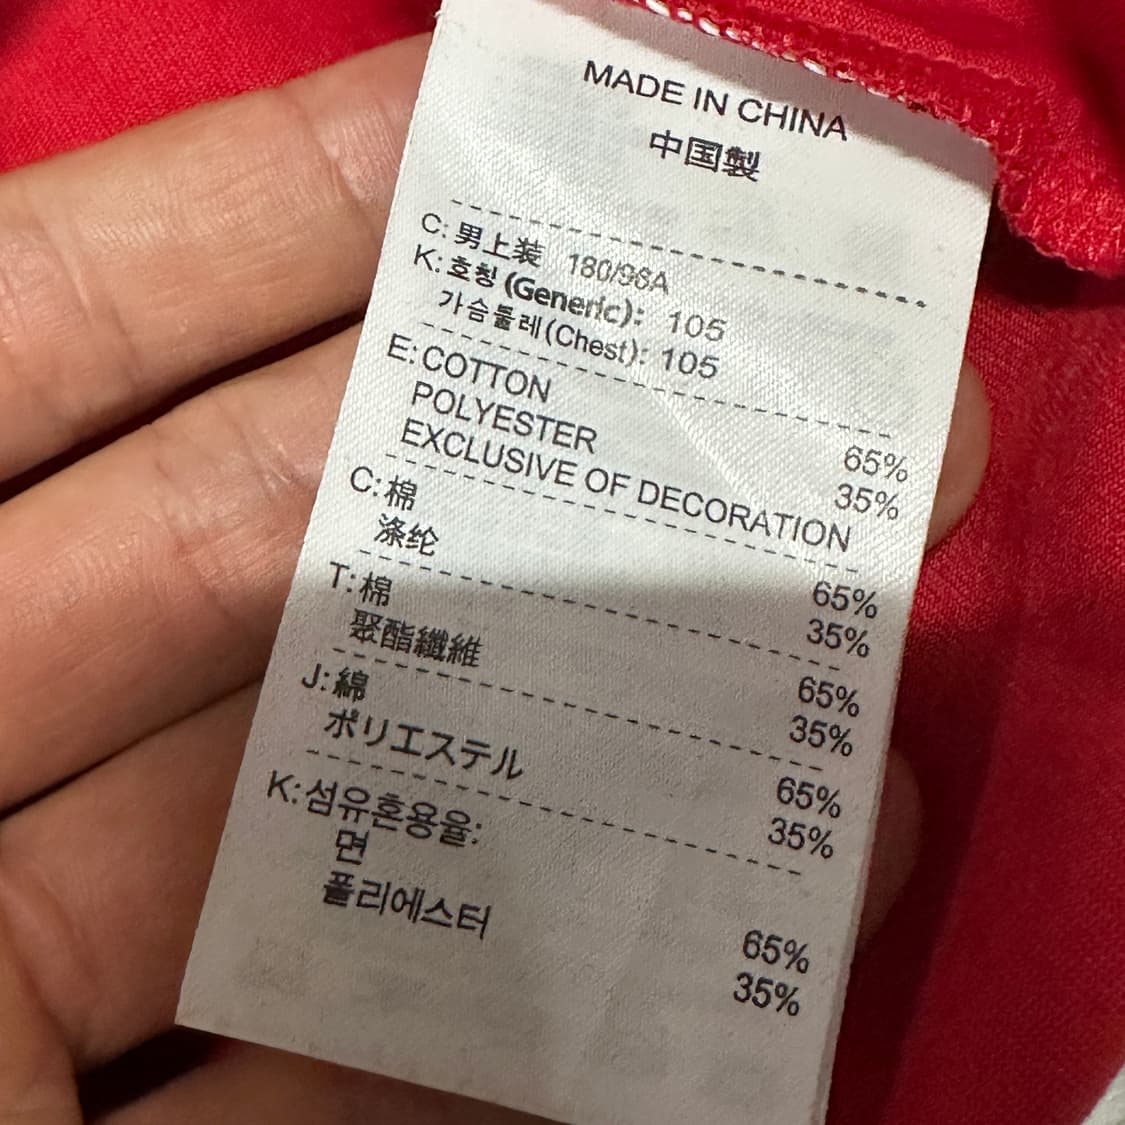 MADE IN CHINA
中国製
C: 男上装 180/96A
K: 호칭 (Generic): 105
가슴둘레 (Chest): 105
E: COTTON 65%
POLYESTER 35%
EXCLUSIVE OF DECORATION
C: 棉 65%
涤纶 35%
T: 棉 65%
聚酯纖維 35%
J: 綿 65%
ポリエステル 35%
K: 섬유혼용율:
면 65%
폴리에스터 35%